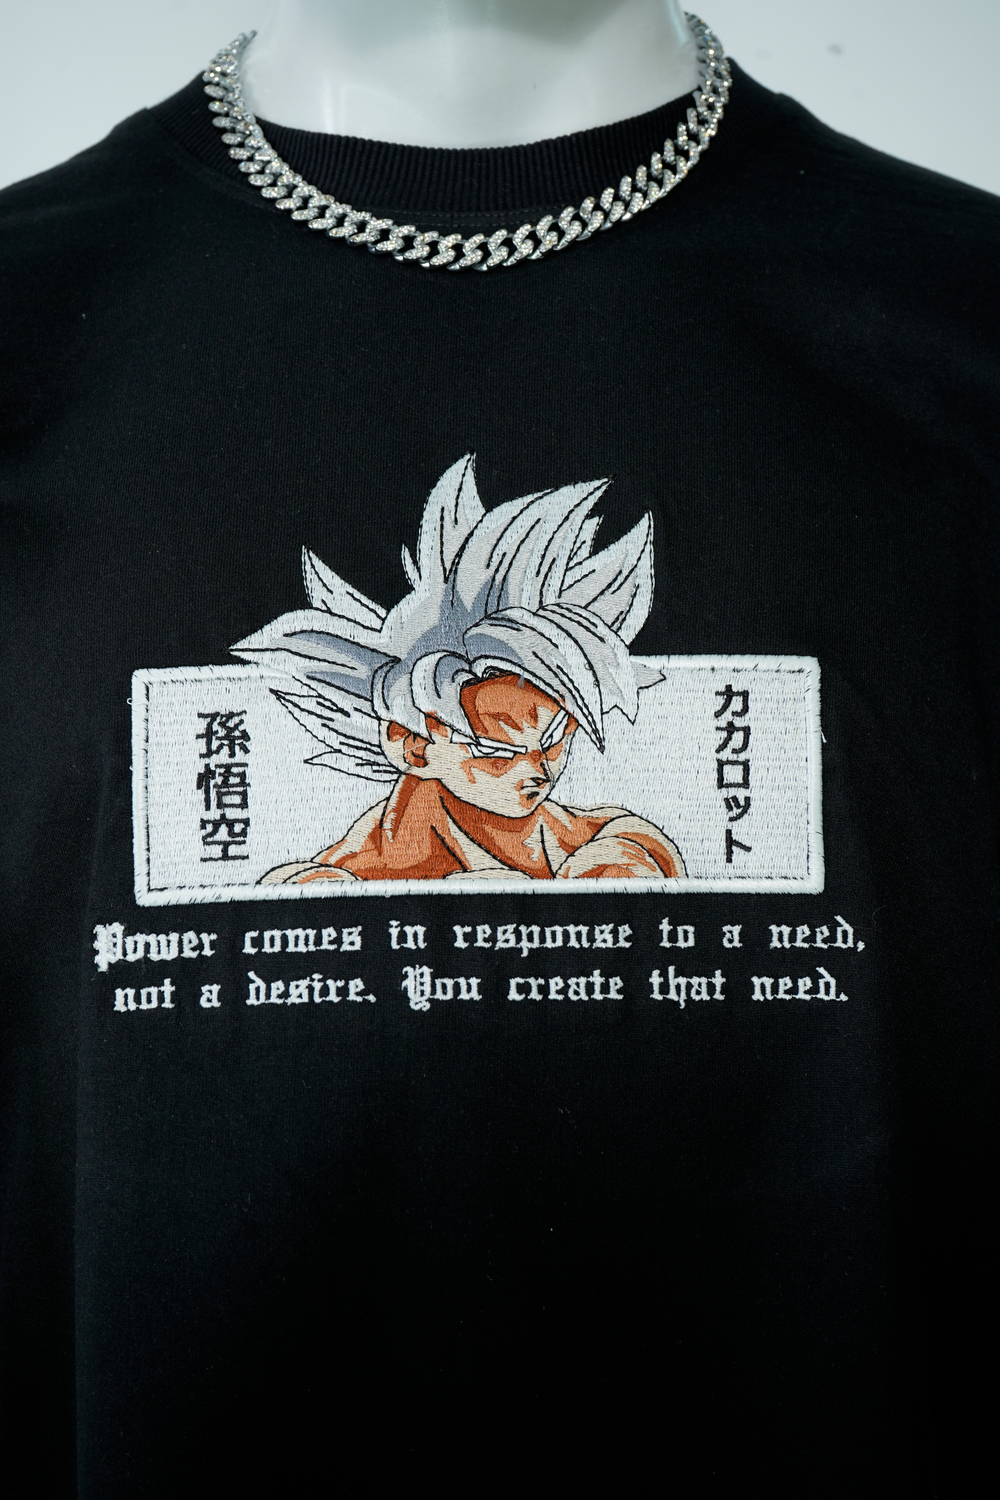 孫悟空
カカロット
Power comes in response to a need,
not a desire. You create that need.